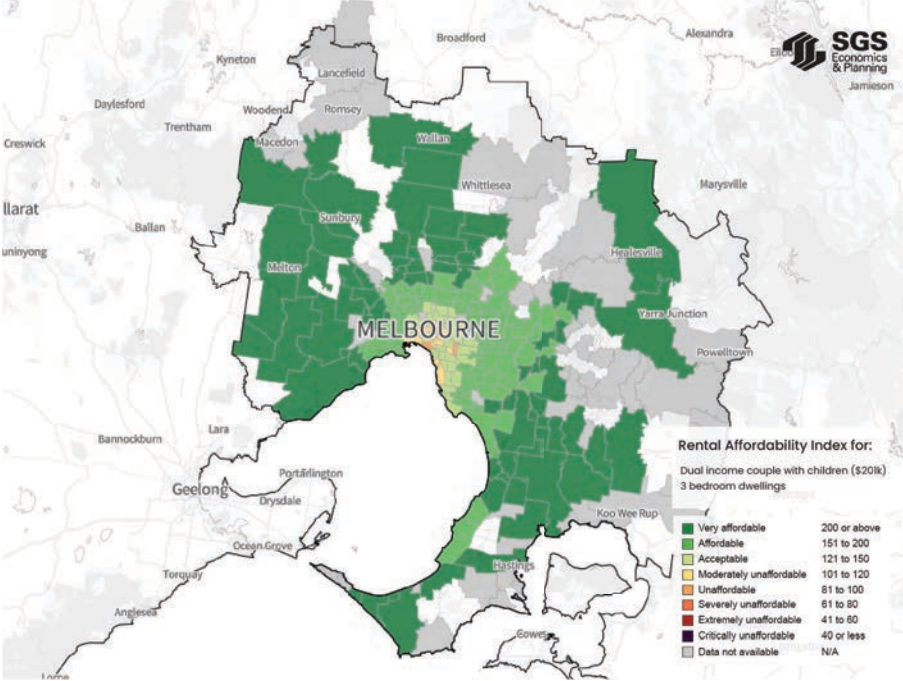 SGS
Economics
& Planning
Alexandra
Broadford
Kyneton
Jamieson
Lancefield
Daylesford
Woodend
Romsey
Trentham
Wallan
Creswick
Macedon
Whittlesea
Marysville
llarat
Sunbury
Ballan
uninyong
Healesville
Melton
Yarra Junction
MELBOURNE
Powelltown
Lara
Bannockburn
Portarlington
Geelong
Drysdale
Koo Wee Rup
Ocean Grove
Hastings
Torquay
Anglesea
Cowes
Lorne
Rental Affordability Index for:
Dual income couple with children ($201k)
3 bedroom dwellings
Very affordable 200 or above
Affordable 151 to 200
Acceptable 121 to 150
Moderately unaffordable 101 to 120
Unaffordable 81 to 100
Severely unaffordable 61 to 80
Extremely unaffordable 41 to 60
Critically unaffordable 40 or less
Data not available N/A